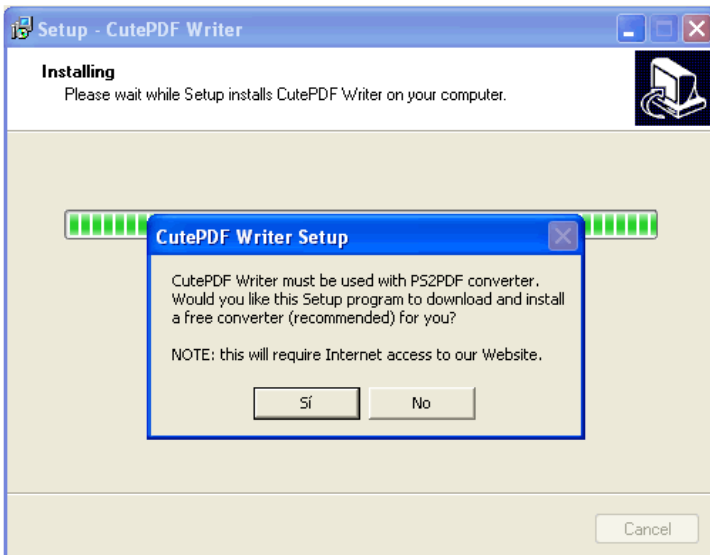 Setup - CutePDF Writer
Installing
Please wait while Setup installs CutePDF Writer on your computer.
CutePDF Writer Setup
CutePDF Writer must be used with PS2PDF converter.
Would you like this Setup program to download and install
a free converter (recommended) for you?
NOTE: this will require Internet access to our Website.
Sí
No
Cancel